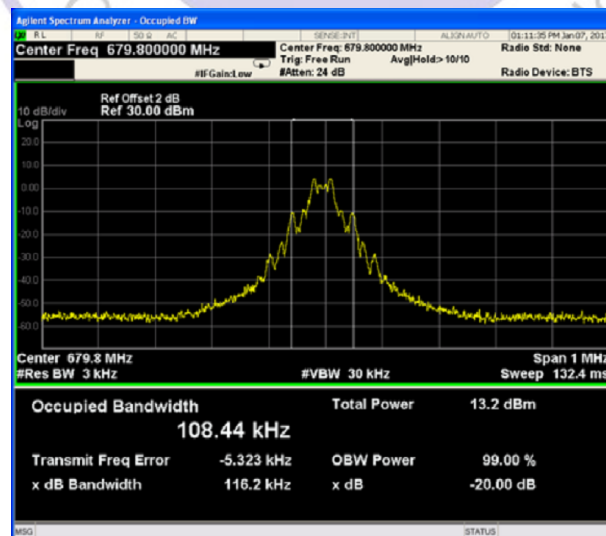 Agilent Spectrum Analyzer - Occupied BW
RL RF 50 Ω AC SENSE:INT ALIGN AUTO 01:11:35 PM Jan 07, 201
Center Freq 679.800000 MHz Center Freq: 679.800000 MHz Radio Std: None
Trig: Free Run Avg|Hold:> 10/10
#IFGain:Low #Atten: 24 dB Radio Device: BTS
Ref Offset 2 dB
10 dB/div Ref 30.00 dBm
Log
20.0
10.0
0.00
-10.0
-20.0
-30.0
-40.0
-50.0
-60.0
Center 679.8 MHz Span 1 MHz
#Res BW 3 kHz #VBW 30 kHz Sweep 132.4 ms
Occupied Bandwidth Total Power 13.2 dBm
108.44 kHz
Transmit Freq Error -5.323 kHz OBW Power 99.00 %
x dB Bandwidth 116.2 kHz x dB -20.00 dB
MSG STATUS